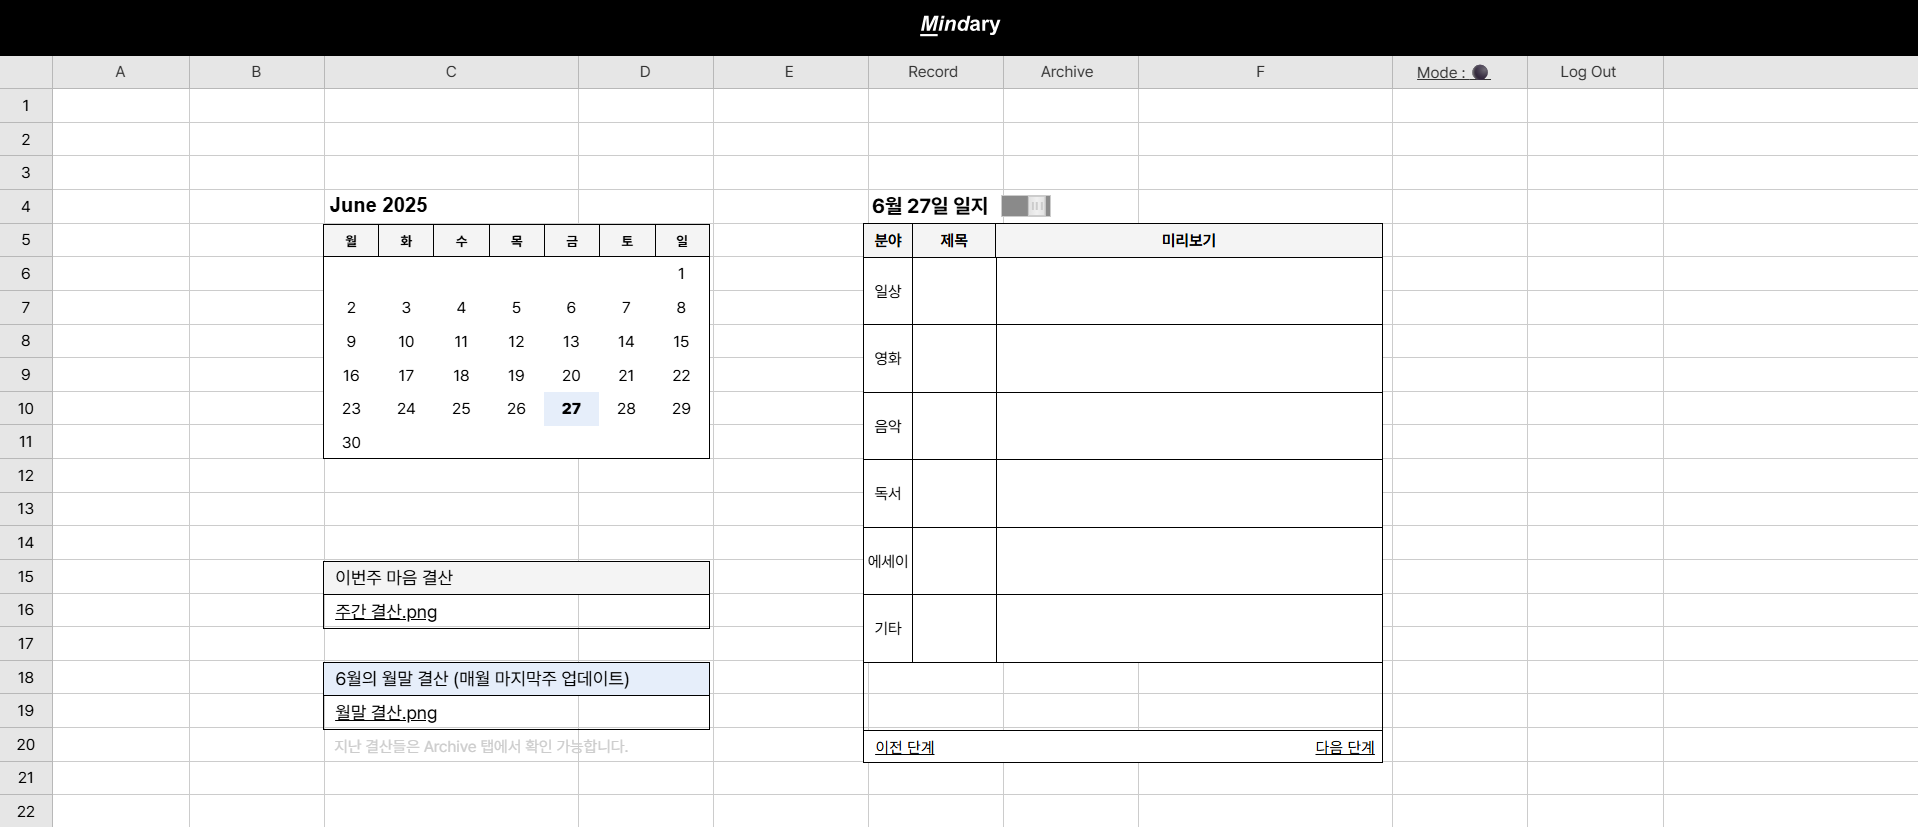 Mindary
A B C D E Record Archive F Mode : Log Out
1
2
3
4
5
6
7
8
9
10
11
12
13
14
15
16
17
18
19
20
21
22
June 2025
월 화 수 목 금 토 일
1
2 3 4 5 6 7 8
9 10 11 12 13 14 15
16 17 18 19 20 21 22
23 24 25 26 27 28 29
30
이번주 마음 결산
주간 결산.png
6월의 월말 결산 (매월 마지막주 업데이트)
월말 결산.png
지난 결산들은 Archive 탭에서 확인 가능합니다.
6월 27일 일지
분야 제목 미리보기
일상
영화
음악
독서
에세이
기타
이전 단계 다음 단계